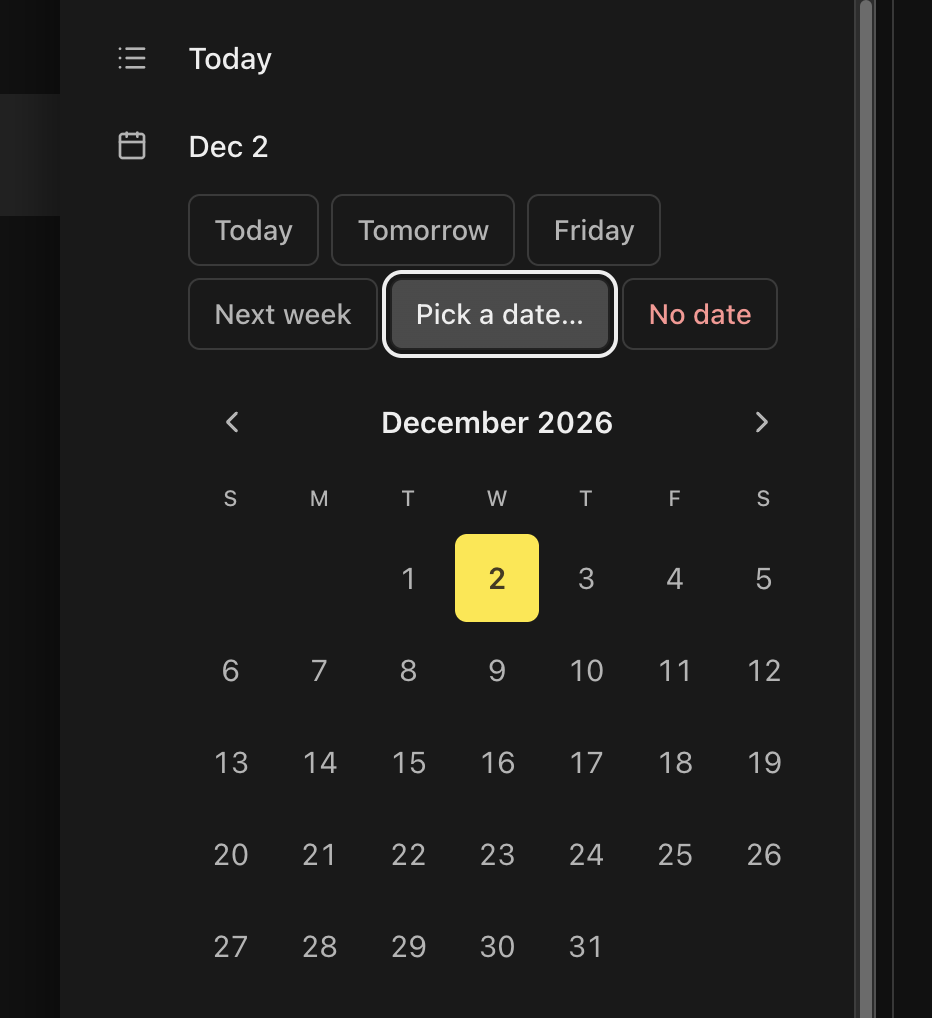 Today
Dec 2
Today Tomorrow Friday
Next week Pick a date... No date
December 2026
S M T W T F S
1 2 3 4 5
6 7 8 9 10 11 12
13 14 15 16 17 18 19
20 21 22 23 24 25 26
27 28 29 30 31